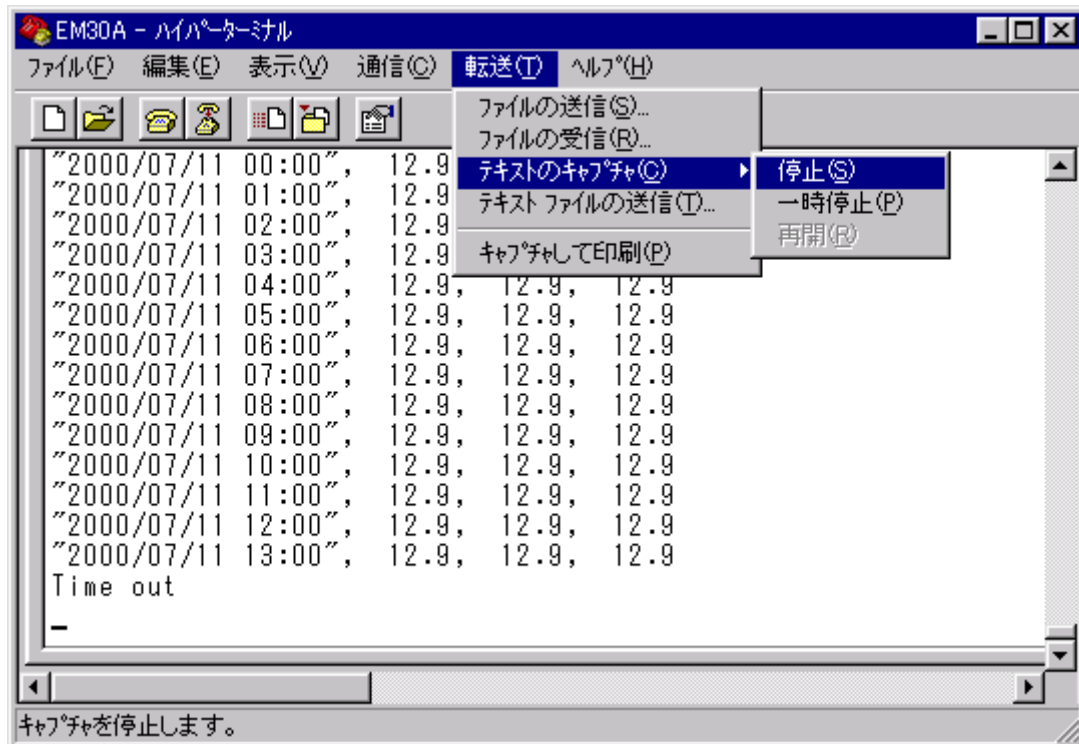 EM30A - ﾊｲﾊﾟｰﾀｰﾐﾅﾙ
ﾌｧｲﾙ(F) 編集(E) 表示(V) 通信(C) 転送(T) ﾍﾙﾌﾟ(H)
ﾌｧｲﾙの送信(S)...
ﾌｧｲﾙの受信(R)...
ﾃｷｽﾄのｷｬﾌﾟﾁｬ(C)
ﾃｷｽﾄ ﾌｧｲﾙの送信(T)...
ｷｬﾌﾟﾁｬして印刷(P)
停止(S)
一時停止(P)
再開(R)
"2000/07/11 00:00", 12.9
"2000/07/11 01:00", 12.9
"2000/07/11 02:00", 12.9
"2000/07/11 03:00", 12.9
"2000/07/11 04:00", 12.9, 12.9, 12.9
"2000/07/11 05:00", 12.9, 12.9, 12.9
"2000/07/11 06:00", 12.9, 12.9, 12.9
"2000/07/11 07:00", 12.9, 12.9, 12.9
"2000/07/11 08:00", 12.9, 12.9, 12.9
"2000/07/11 09:00", 12.9, 12.9, 12.9
"2000/07/11 10:00", 12.9, 12.9, 12.9
"2000/07/11 11:00", 12.9, 12.9, 12.9
"2000/07/11 12:00", 12.9, 12.9, 12.9
"2000/07/11 13:00", 12.9, 12.9, 12.9
Time out
ｷｬﾌﾟﾁｬを停止します。